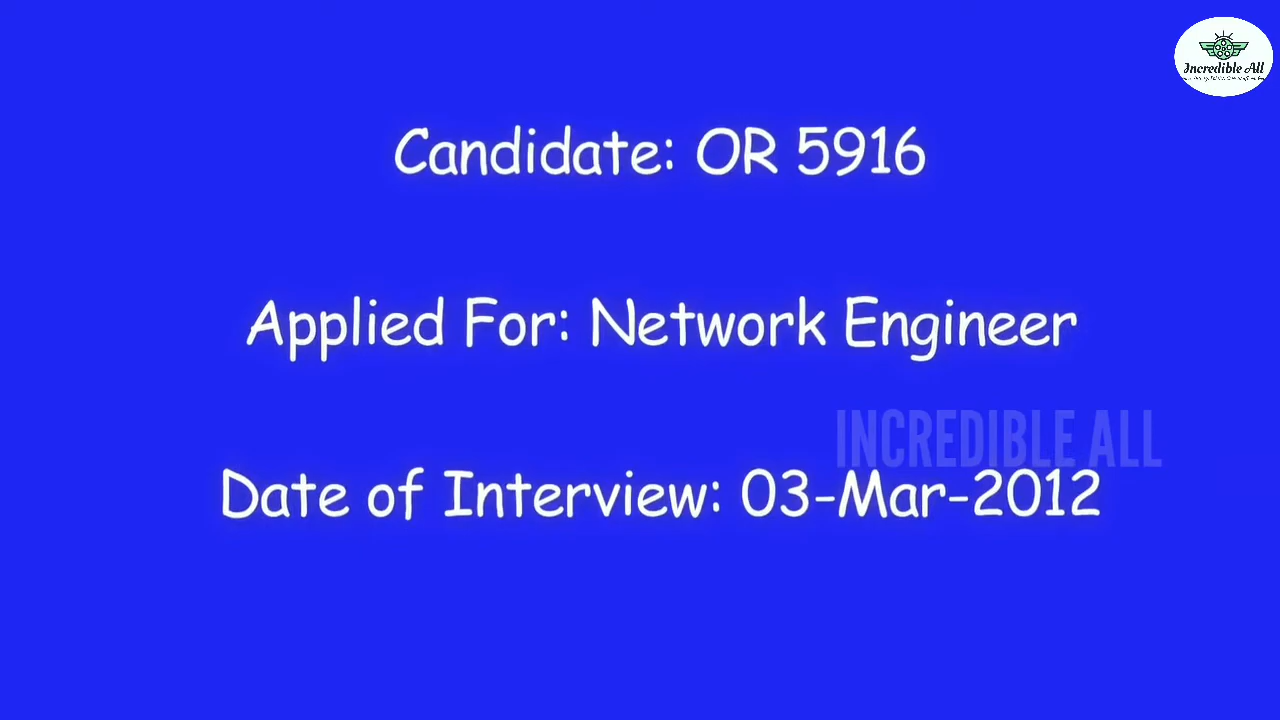 Incredible All
Candidate: OR 5916
Applied For: Network Engineer
INCREDIBLE ALL
Date of Interview: 03-Mar-2012